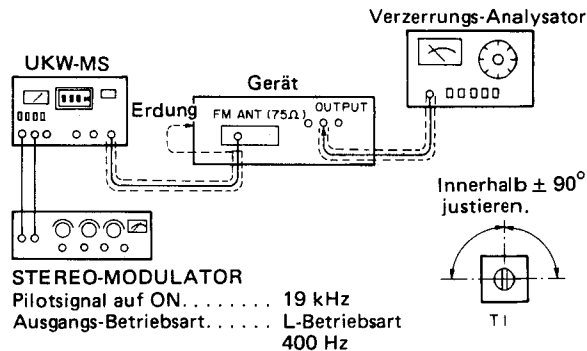 Verzerrungs-Analysator
UKW-MS
Gerät
Erdung
FM ANT (75Ω)
OUTPUT
Innerhalb ± 90°
justieren.
T1
STEREO-MODULATOR
Pilotsignal auf ON........ 19 kHz
Ausgangs-Betriebsart...... L-Betriebsart
400 Hz